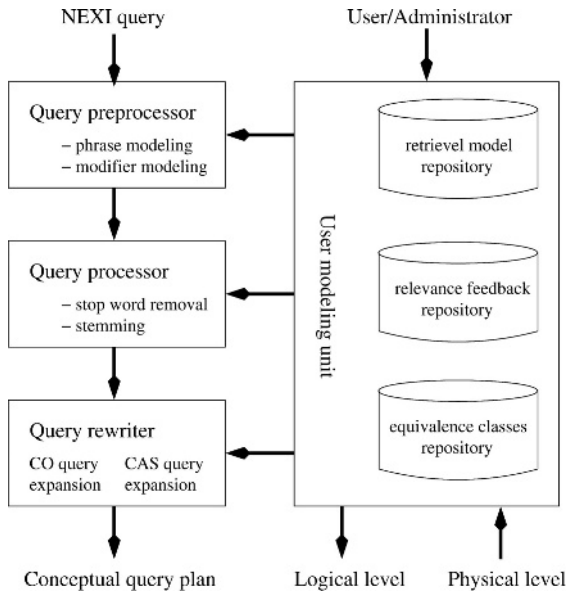 NEXI query
User/Administrator
Query preprocessor
– phrase modeling
– modifier modeling
Query processor
– stop word removal
– stemming
Query rewriter
CO query
expansion
CAS query
expansion
Conceptual query plan
User modeling unit
retrievel model
repository
relevance feedback
repository
equivalence classes
repository
Logical level
Physical level